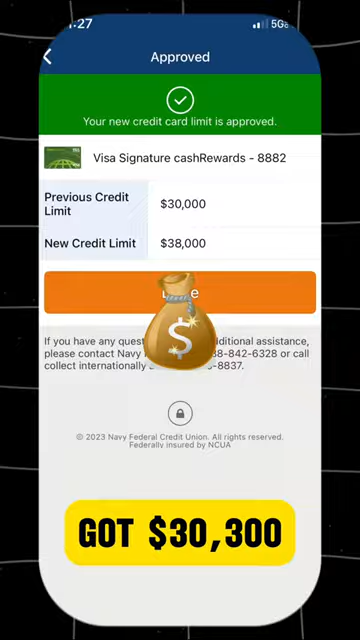 :27
5G
Approved
Your new credit card limit is approved.
Visa Signature cashRewards - 8882
Previous Credit
Limit
$30,000
New Credit Limit
$38,000
If you have any dditional assistance,
please contact Navy 88-842-6328 or call
collect internationally -8837.
© 2023 Navy Federal Credit Union. All rights reserved.
Federally insured by NCUA
$
GOT $30,300